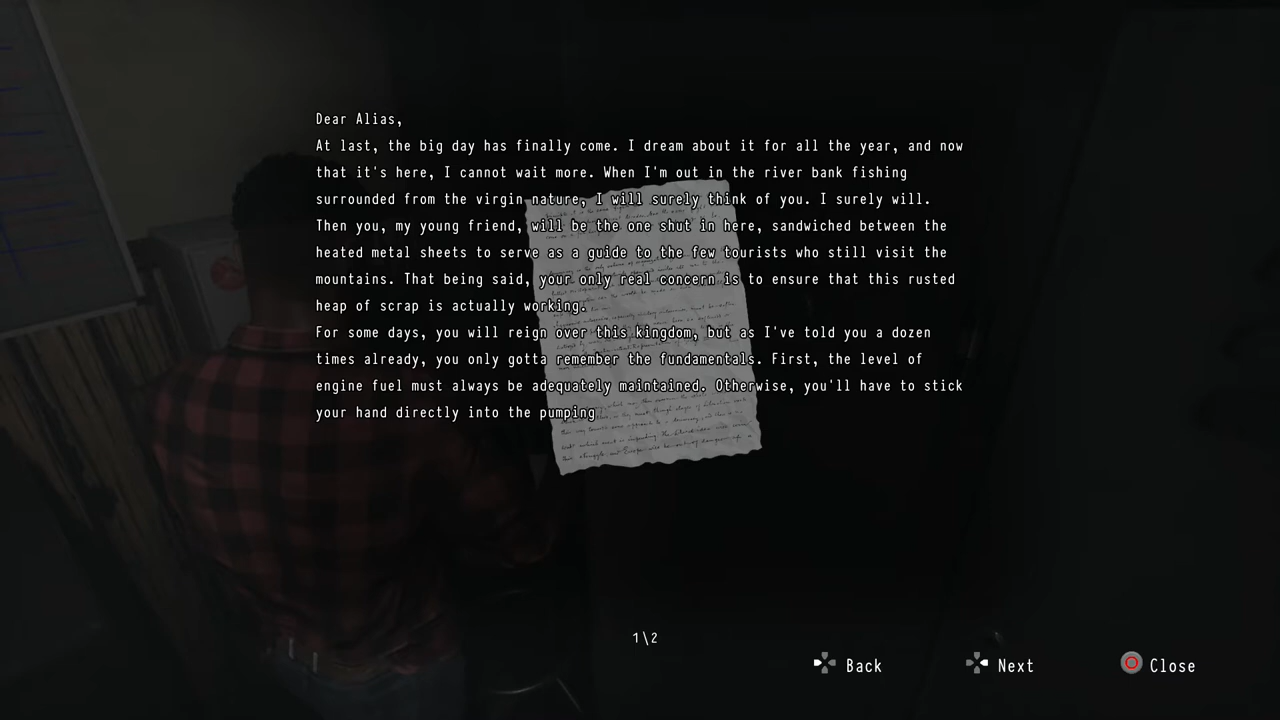 Dear Alias,
At last, the big day has finally come. I dream about it for all the year, and now
that it's here, I cannot wait more. When I'm out in the river bank fishing
surrounded from the virgin nature, I will surely think of you. I surely will.
Then you, my young friend, will be the one shut in here, sandwiched between the
heated metal sheets to serve as a guide to the few tourists who still visit the
mountains. That being said, your only real concern is to ensure that this rusted
heap of scrap is actually working.
For some days, you will reign over this kingdom, but as I've told you a dozen
times already, you only gotta remember the fundamentals. First, the level of
engine fuel must always be adequately maintained. Otherwise, you'll have to stick
your hand directly into the pumping
1\2
Back
Next
Close